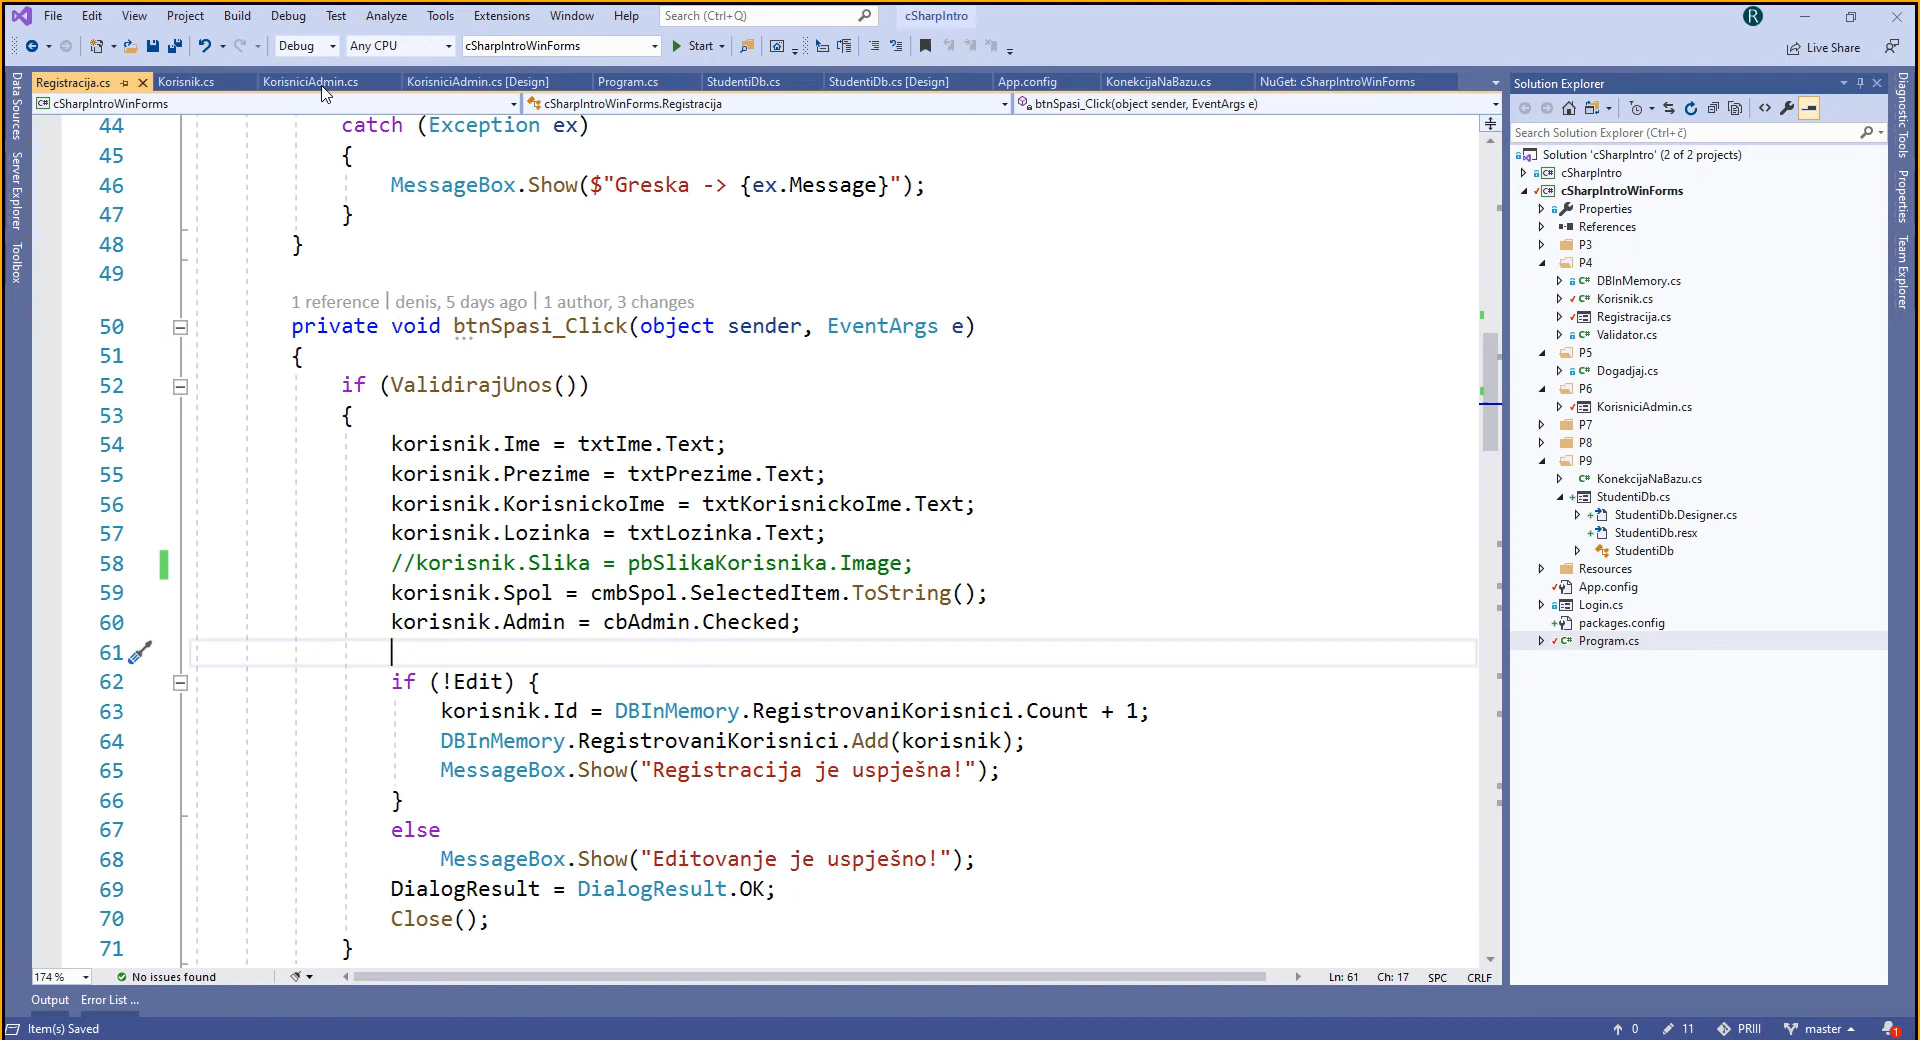 File Edit View Project Build Debug Test Analyze Tools Extensions Window Help Search (Ctrl+Q) cSharpIntro R
Debug Any CPU cSharpIntroWinForms Start Live Share
Registracija.cs Korisnik.cs KorisniciAdmin.cs KorisniciAdmin.cs [Design] Program.cs StudentiDb.cs StudentiDb.cs [Design] App.config KonekcijaNaBazu.cs NuGet: cSharpIntroWinForms
cSharpIntroWinForms cSharpIntroWinForms.Registracija btnSpasi_Click(object sender, EventArgs e)
Data Sources
Server Explorer
Toolbox
44 catch (Exception ex)
45 {
46 MessageBox.Show($"Greska -> {ex.Message}");
47 }
48 }
49
1 reference | denis, 5 days ago | 1 author, 3 changes
50 private void btnSpasi_Click(object sender, EventArgs e)
51 {
52 if (ValidirajUnos())
53 {
54 korisnik.Ime = txtIme.Text;
55 korisnik.Prezime = txtPrezime.Text;
56 korisnik.KorisnickoIme = txtKorisnickoIme.Text;
57 korisnik.Lozinka = txtLozinka.Text;
58 //korisnik.Slika = pbSlikaKorisnika.Image;
59 korisnik.Spol = cmbSpol.SelectedItem.ToString();
60 korisnik.Admin = cbAdmin.Checked;
61
62 if (!Edit) {
63 korisnik.Id = DBInMemory.RegistrovaniKorisnici.Count + 1;
64 DBInMemory.RegistrovaniKorisnici.Add(korisnik);
65 MessageBox.Show("Registracija je uspješna!");
66 }
67 else
68 MessageBox.Show("Editovanje je uspješno!");
69 DialogResult = DialogResult.OK;
70 Close();
71 }
174 % No issues found Ln: 61 Ch: 17 SPC CRLF
Output Error List ...
Item(s) Saved 0 11 PRIII master 1
Solution Explorer
Search Solution Explorer (Ctrl+č)
Solution 'cSharpIntro' (2 of 2 projects)
C# cSharpIntro
C# cSharpIntroWinForms
Properties
References
P3
P4
C# DBInMemory.cs
C# Korisnik.cs
Registracija.cs
C# Validator.cs
P5
C# Dogadjaj.cs
P6
KorisniciAdmin.cs
P7
P8
P9
C# KonekcijaNaBazu.cs
StudentiDb.cs
StudentiDb.Designer.cs
StudentiDb.resx
StudentiDb
Resources
App.config
Login.cs
packages.config
C# Program.cs
Diagnostic Tools
Properties
Team Explorer